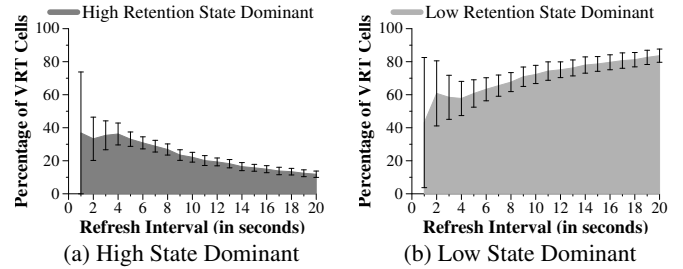 High Retention State Dominant
Percentage of VRT Cells
100
80
60
40
20
0
0 2 4 6 8 10 12 14 16 18 20
Refresh Interval (in seconds)
(a) High State Dominant
Low Retention State Dominant
Percentage of VRT Cells
100
80
60
40
20
0
0 2 4 6 8 10 12 14 16 18 20
Refresh Interval (in seconds)
(b) Low State Dominant